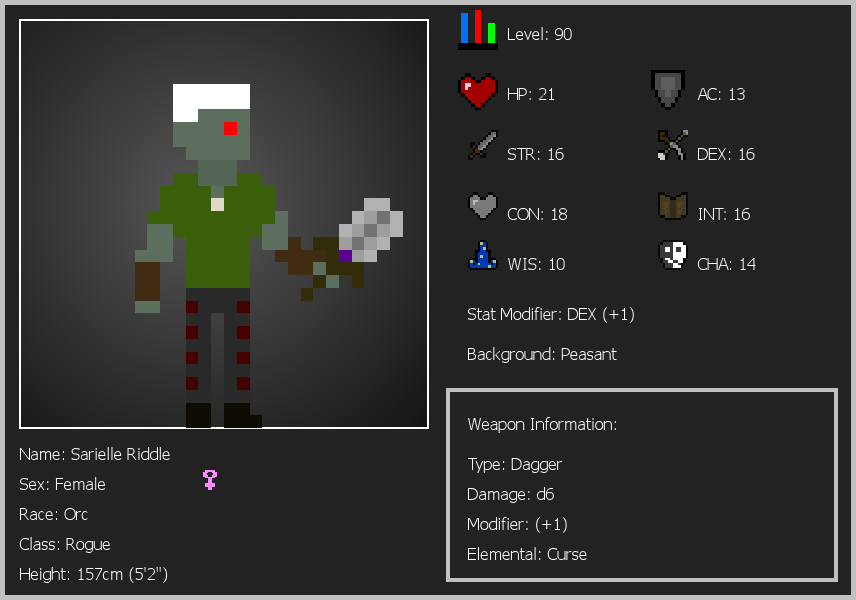 Level: 90
HP: 21
AC: 13
STR: 16
DEX: 16
CON: 18
INT: 16
WIS: 10
CHA: 14
Stat Modifier: DEX (+1)
Background: Peasant
Weapon Information:
Type: Dagger
Damage: d6
Modifier: (+1)
Elemental: Curse
Name: Sarielle Riddle
Sex: Female
Race: Orc
Class: Rogue
Height: 157cm (5'2")